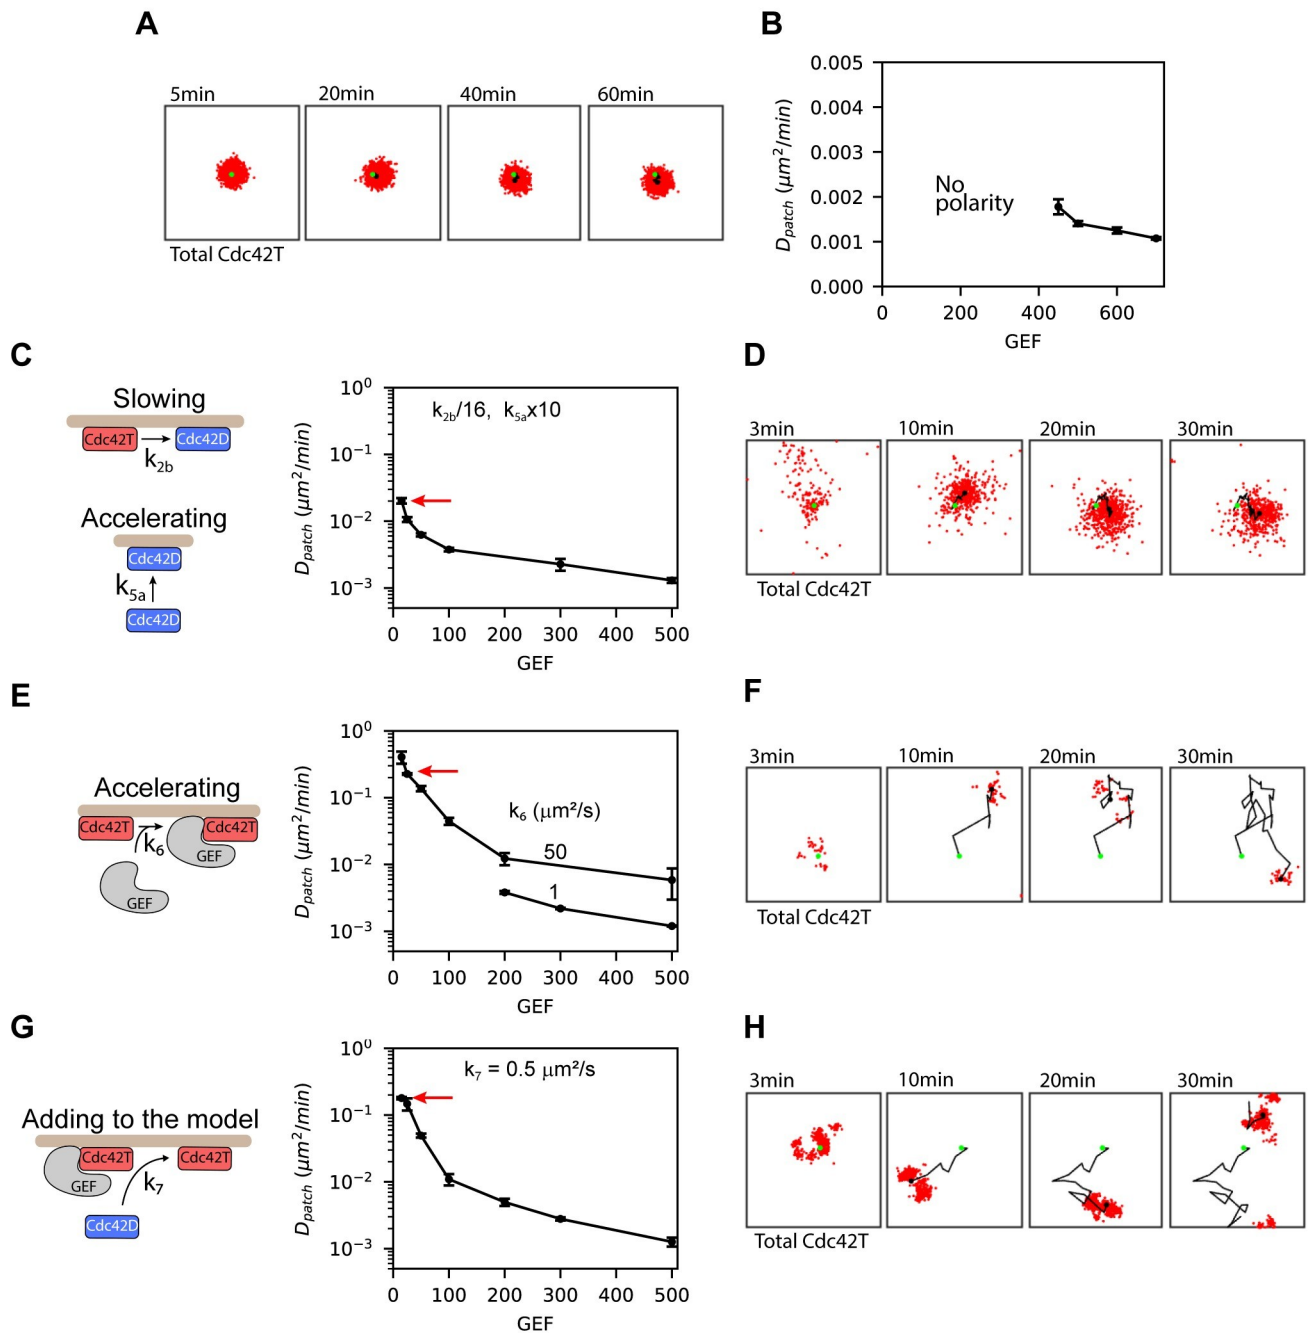 A
5min
20min
40min
60min
Total Cdc42T
B
0.005
0.004
0.003
0.002
0.001
0.000
D_patch (μm²/min)
No
polarity
0
200
400
600
GEF
C
Slowing
Cdc42T
Cdc42D
k_2b
Accelerating
Cdc42D
k_5a
Cdc42D
k_2b/16, k_5ax10
10⁰
10⁻¹
10⁻²
10⁻³
D_patch (μm²/min)
0
100
200
300
400
500
GEF
D
3min
10min
20min
30min
Total Cdc42T
E
Accelerating
Cdc42T
Cdc42T
k₆
GEF
GEF
10⁰
10⁻¹
10⁻²
10⁻³
D_patch (μm²/min)
k₆ (μm²/s)
50
1
0
100
200
300
400
500
GEF
F
3min
10min
20min
30min
Total Cdc42T
G
Adding to the model
Cdc42T
Cdc42T
GEF
k₇
Cdc42D
10⁰
10⁻¹
10⁻²
10⁻³
D_patch (μm²/min)
k₇ = 0.5 μm²/s
0
100
200
300
400
500
GEF
H
3min
10min
20min
30min
Total Cdc42T